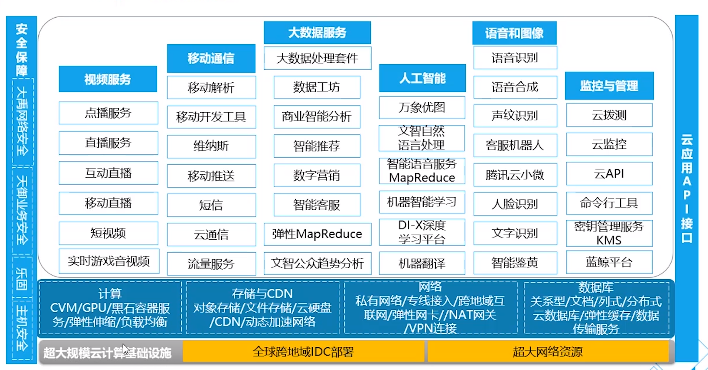 安全保障
大禹网络安全
天御业务安全
乐固
主机安全
视频服务
点播服务
直播服务
互动直播
移动直播
短视频
实时游戏音视频
移动通信
移动解析
移动开发工具
维纳斯
移动推送
短信
云通信
流量服务
大数据服务
大数据处理套件
数据工坊
商业智能分析
智能推荐
数字营销
智能客服
弹性MapReduce
文智公众趋势分析
人工智能
万象优图
文智自然
语言处理
智能语音服务
MapReduce
机器智能学习
DI-X深度
学习平台
机器翻译
语音和图像
语音识别
语音合成
声纹识别
客服机器人
腾讯云小微
人脸识别
文字识别
智能鉴黄
监控与管理
云拨测
云监控
云API
命令行工具
密钥管理服务
KMS
蓝鲸平台
云应用API接口
计算
CVM/GPU/黑石容器服
务/弹性伸缩/负载均衡
存储与CDN
对象存储/文件存储/云硬盘
/CDN/动态加速网络
网络
私有网络/专线接入/跨地域互
联网/弹性网卡//NAT网关
/VPN连接
数据库
关系型/文档/列式/分布式
云数据库/弹性缓存/数据
传输服务
超大规模云计算基础设施
全球跨地域IDC部署
超大网络资源